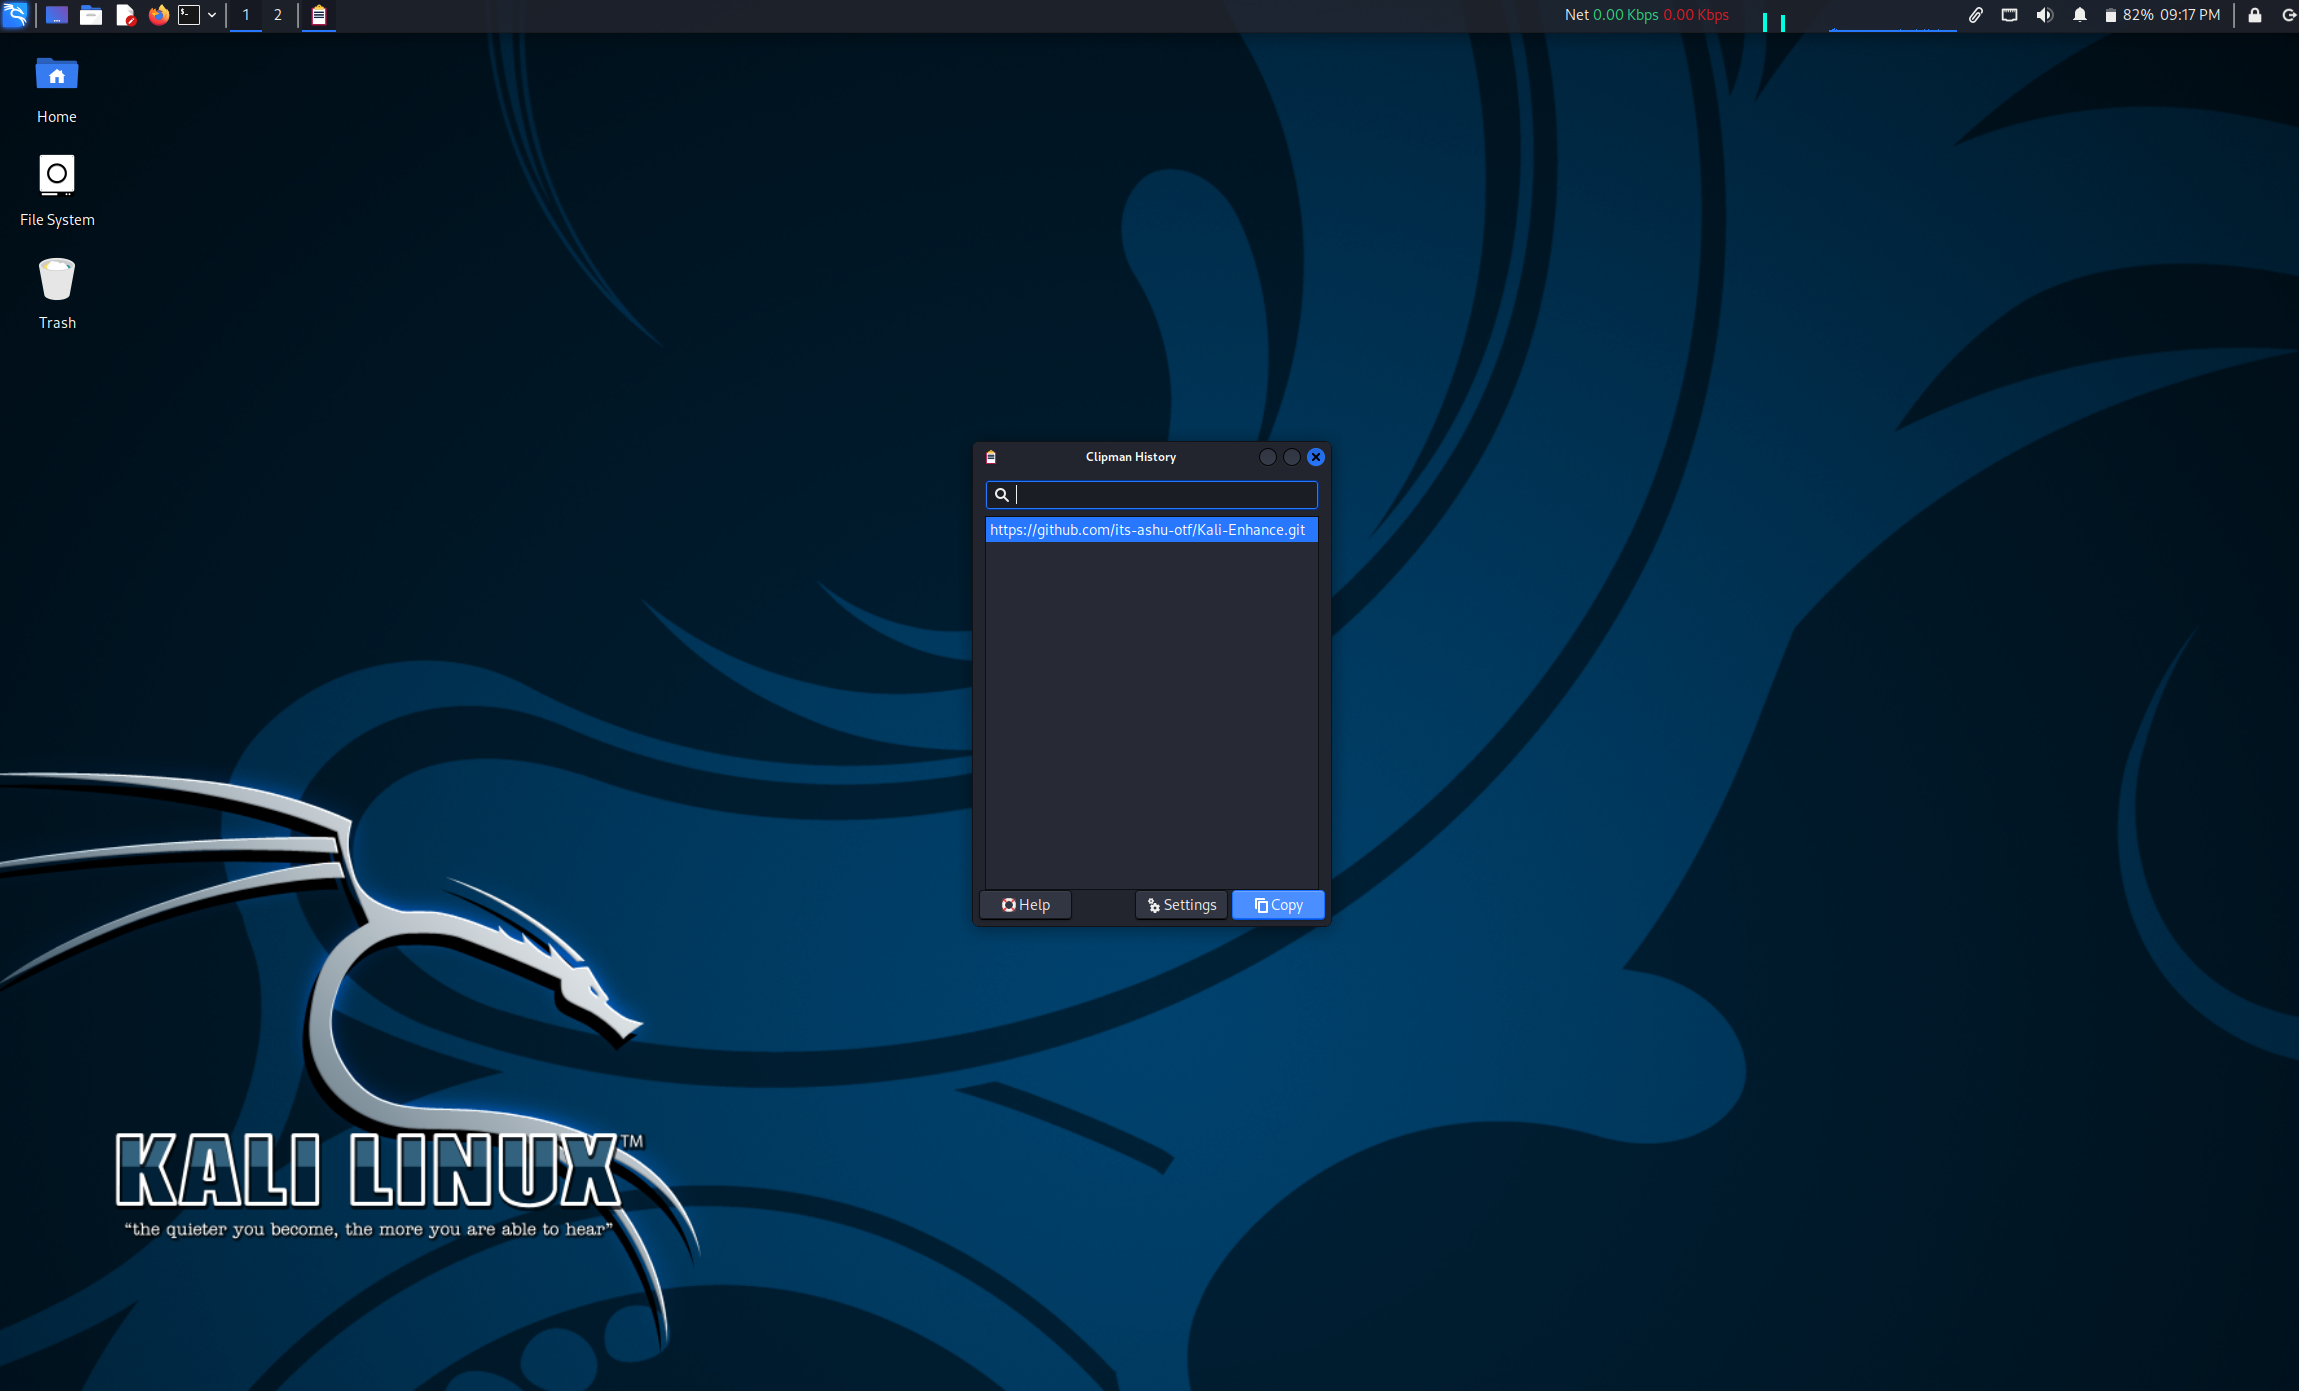 1 2 Net 0.00 Kbps 0.00 Kbps 82% 09:17 PM
Home
File System
Trash
Clipman History
https://github.com/its-ashu-otf/Kali-Enhance.git
Help Settings Copy
KALI LINUX™
“the quieter you become, the more you are able to hear”